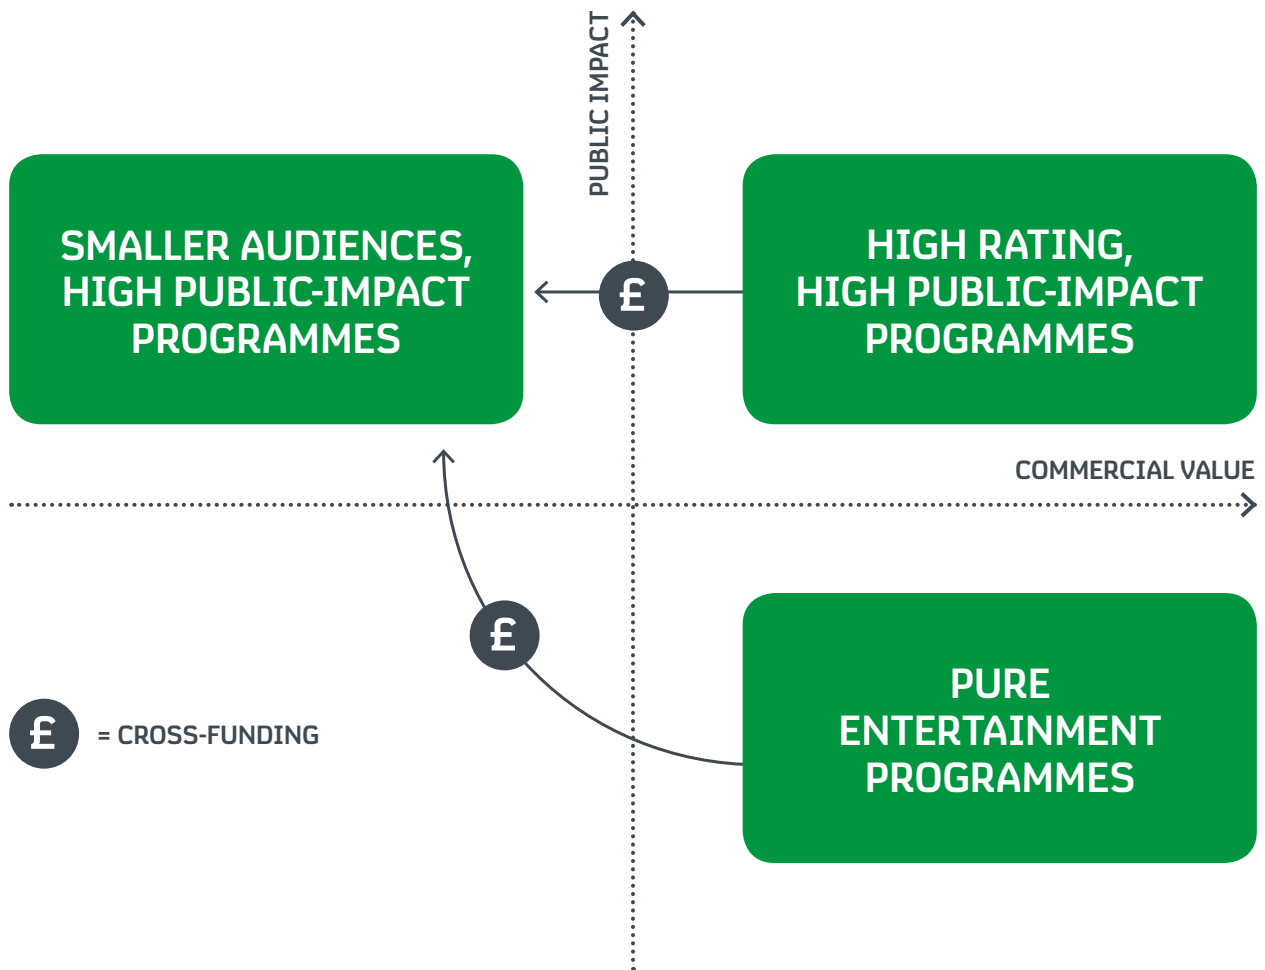 PUBLIC IMPACT
SMALLER AUDIENCES,
HIGH PUBLIC-IMPACT
PROGRAMMES
£
HIGH RATING,
HIGH PUBLIC-IMPACT
PROGRAMMES
COMMERCIAL VALUE
£
PURE
ENTERTAINMENT
PROGRAMMES
£ = CROSS-FUNDING